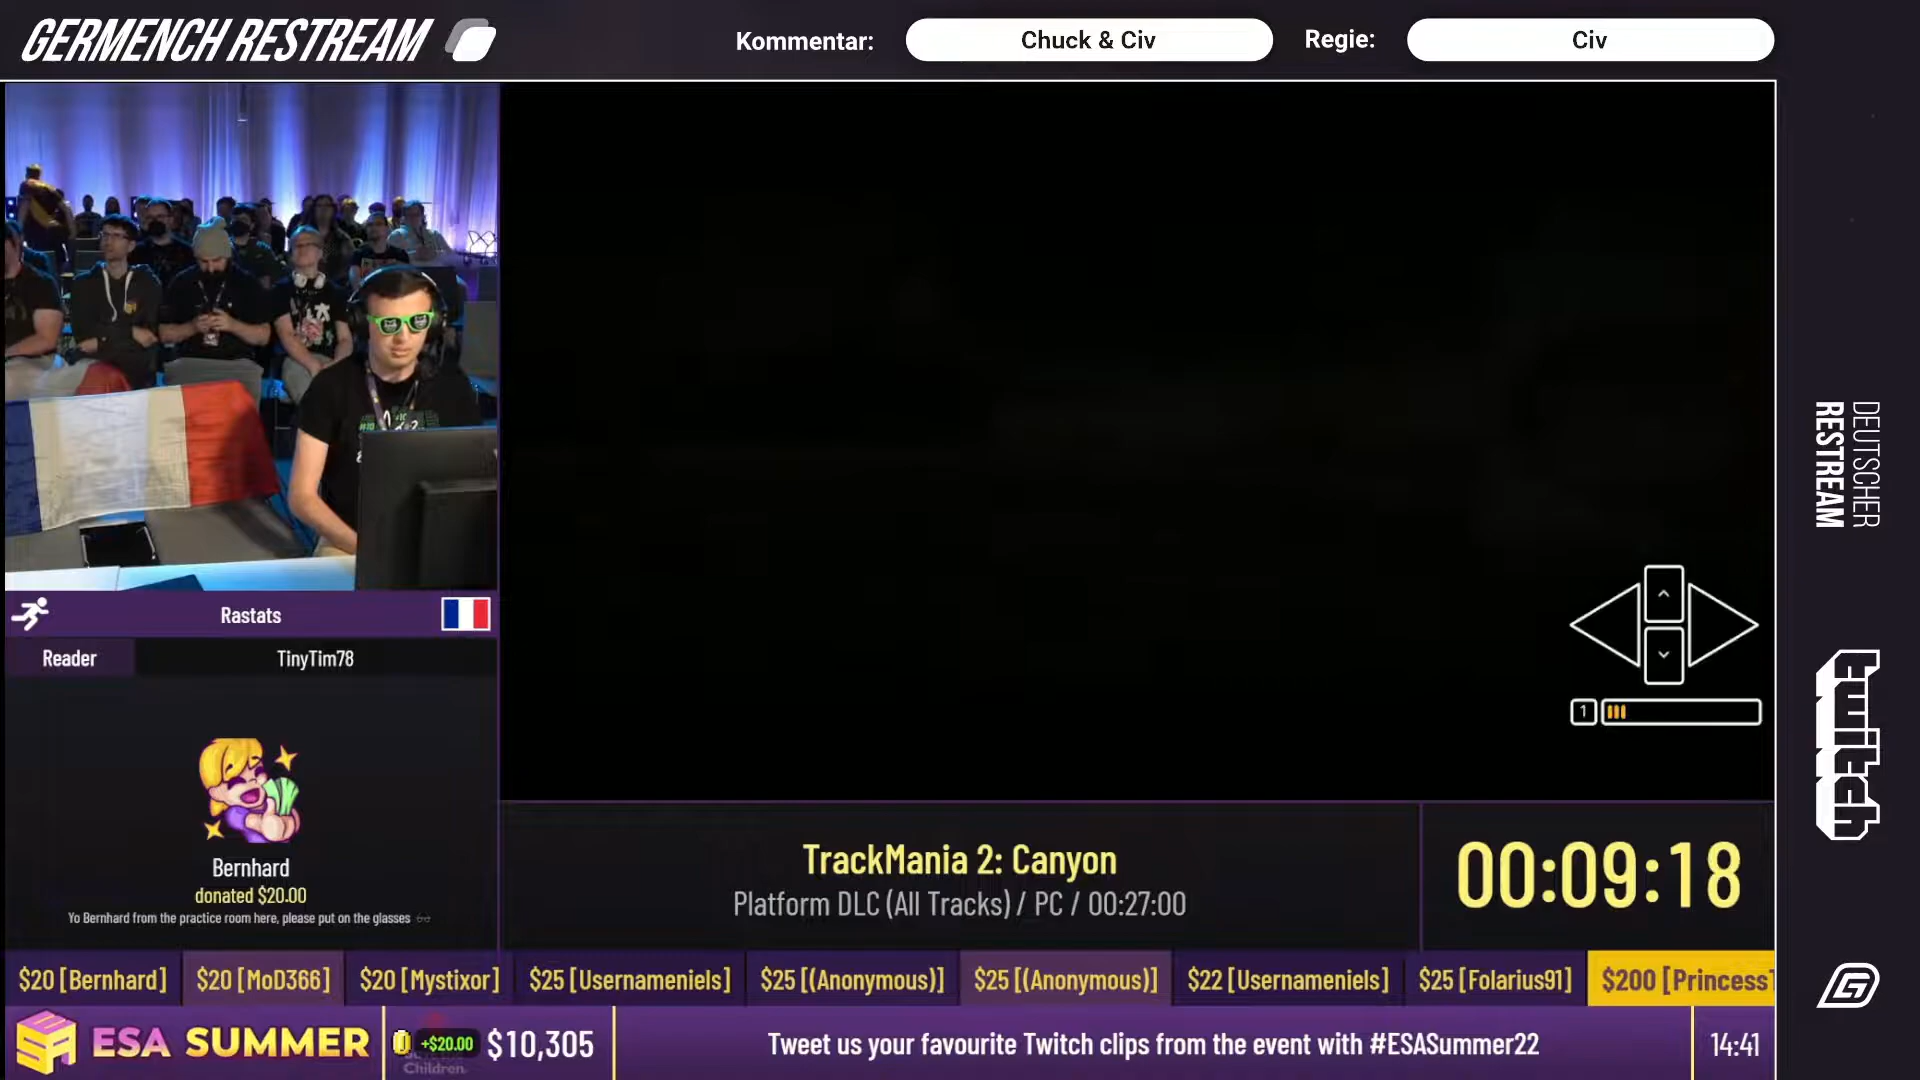 GERMENCH RESTREAM
Kommentar:
Chuck & Civ
Regie:
Civ
Rastats
Reader
TinyTim78
Bernhard
donated $20.00
Yo Bernhard from the practice room here, please put on the glasses
1
TrackMania 2: Canyon
Platform DLC (All Tracks) / PC / 00:27:00
00:09:18
$20 [Bernhard]
$20 [MoD366]
$20 [Mystixor]
$25 [Usernameniels]
$25 [(Anonymous)]
$25 [(Anonymous)]
$22 [Usernameniels]
$25 [Folarius91]
$200 [Princess
ESA SUMMER
+$20.00
Children.
$10,305
Tweet us your favourite Twitch clips from the event with #ESASummer22
14:41
DEUTSCHER
RESTREAM
twitch